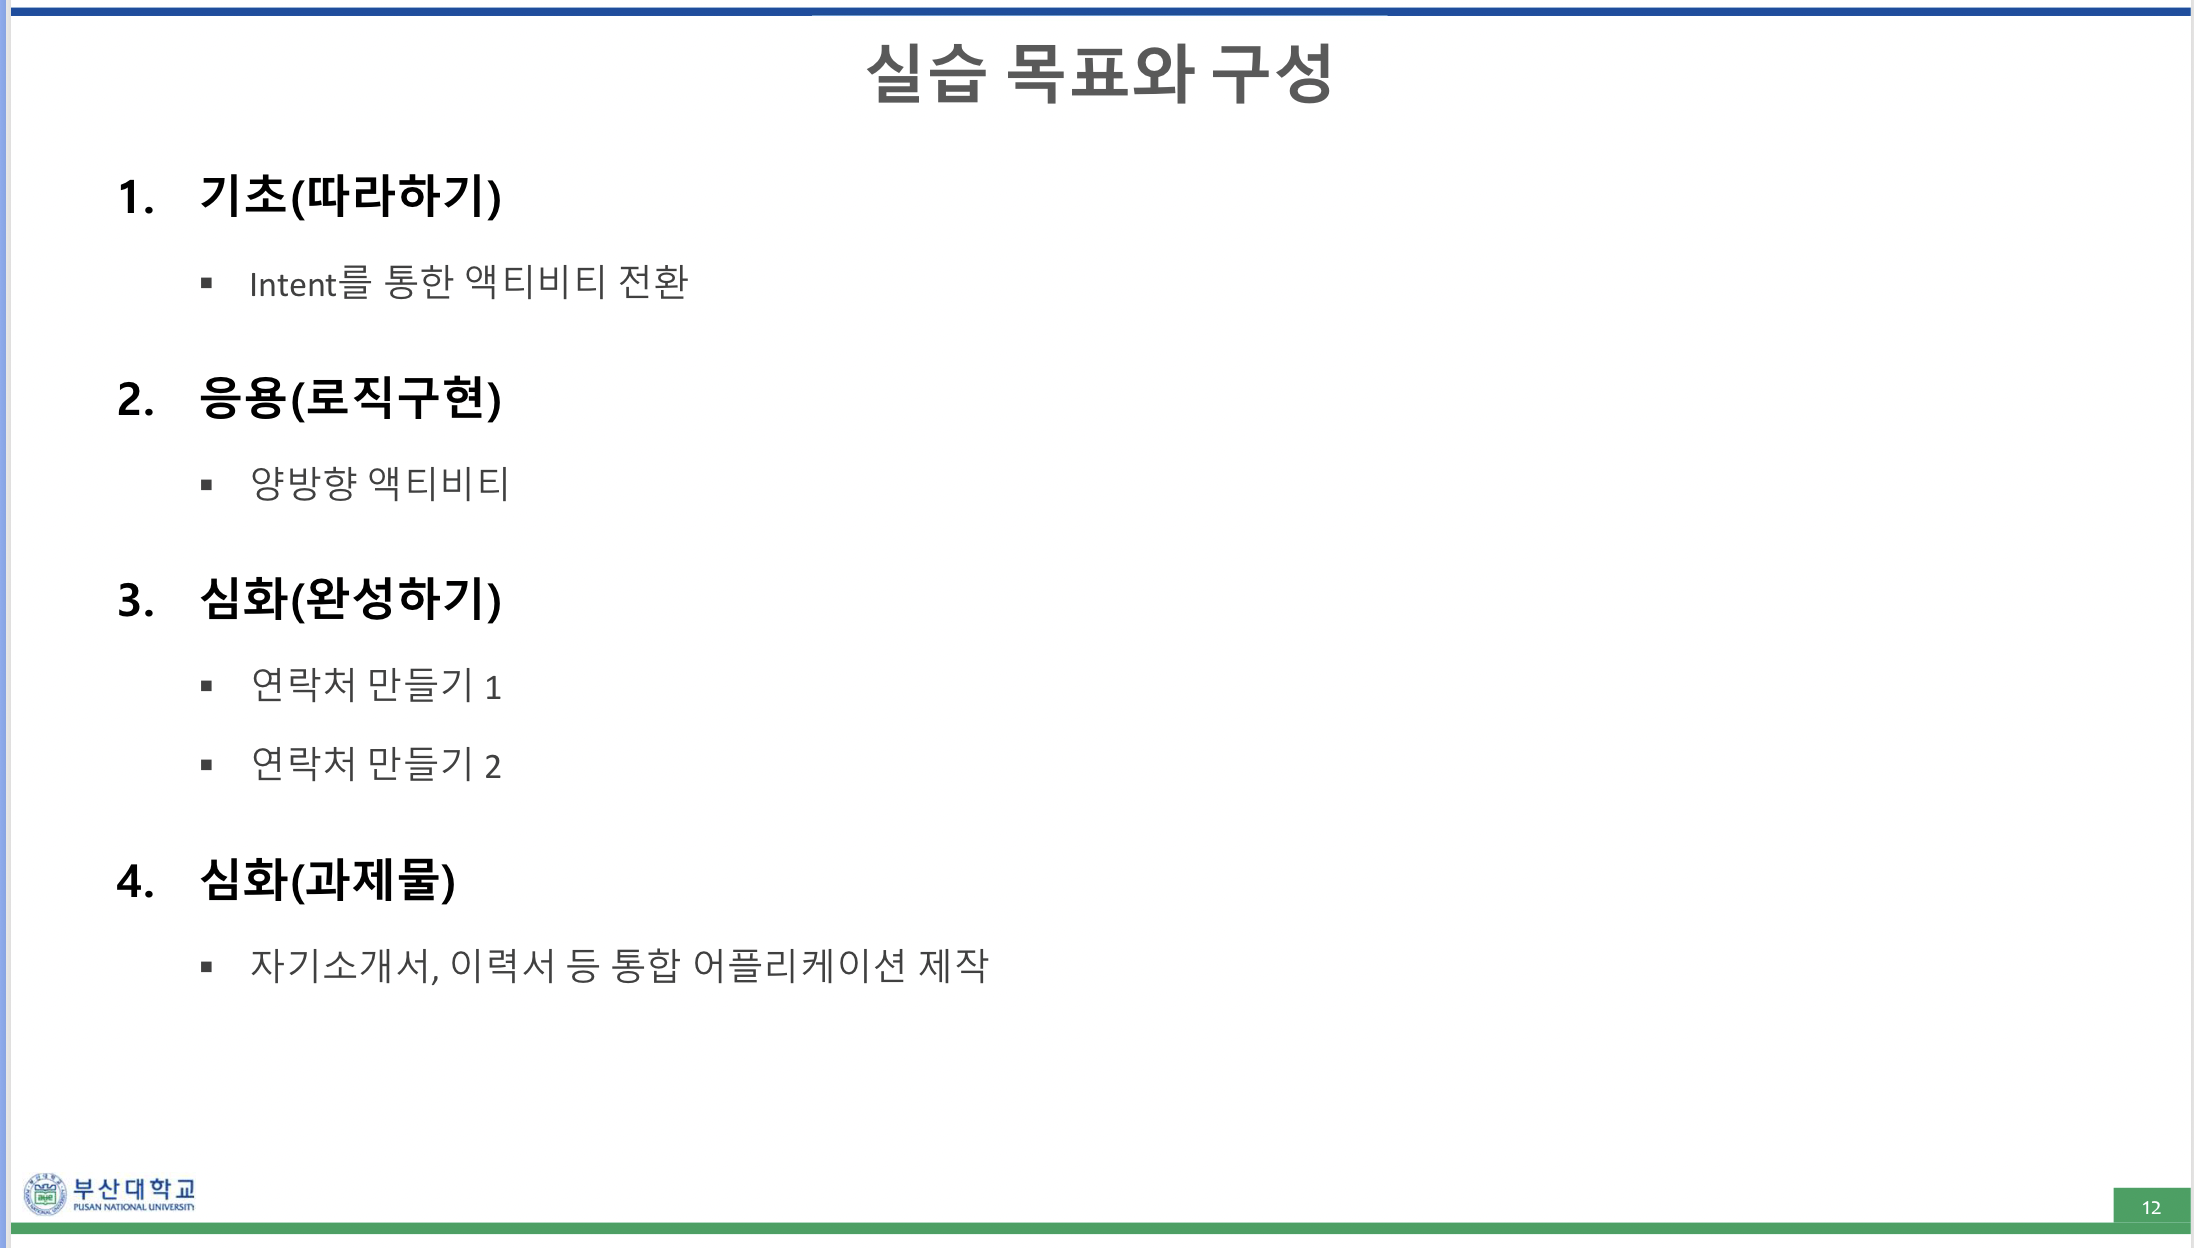 실습 목표와 구성
1. 기초(따라하기)
▪ Intent를 통한 액티비티 전환
2. 응용(로직구현)
▪ 양방향 액티비티
3. 심화(완성하기)
▪ 연락처 만들기 1
▪ 연락처 만들기 2
4. 심화(과제물)
▪ 자기소개서, 이력서 등 통합 어플리케이션 제작
부산대학교
PUSAN NATIONAL UNIVERSITY
12